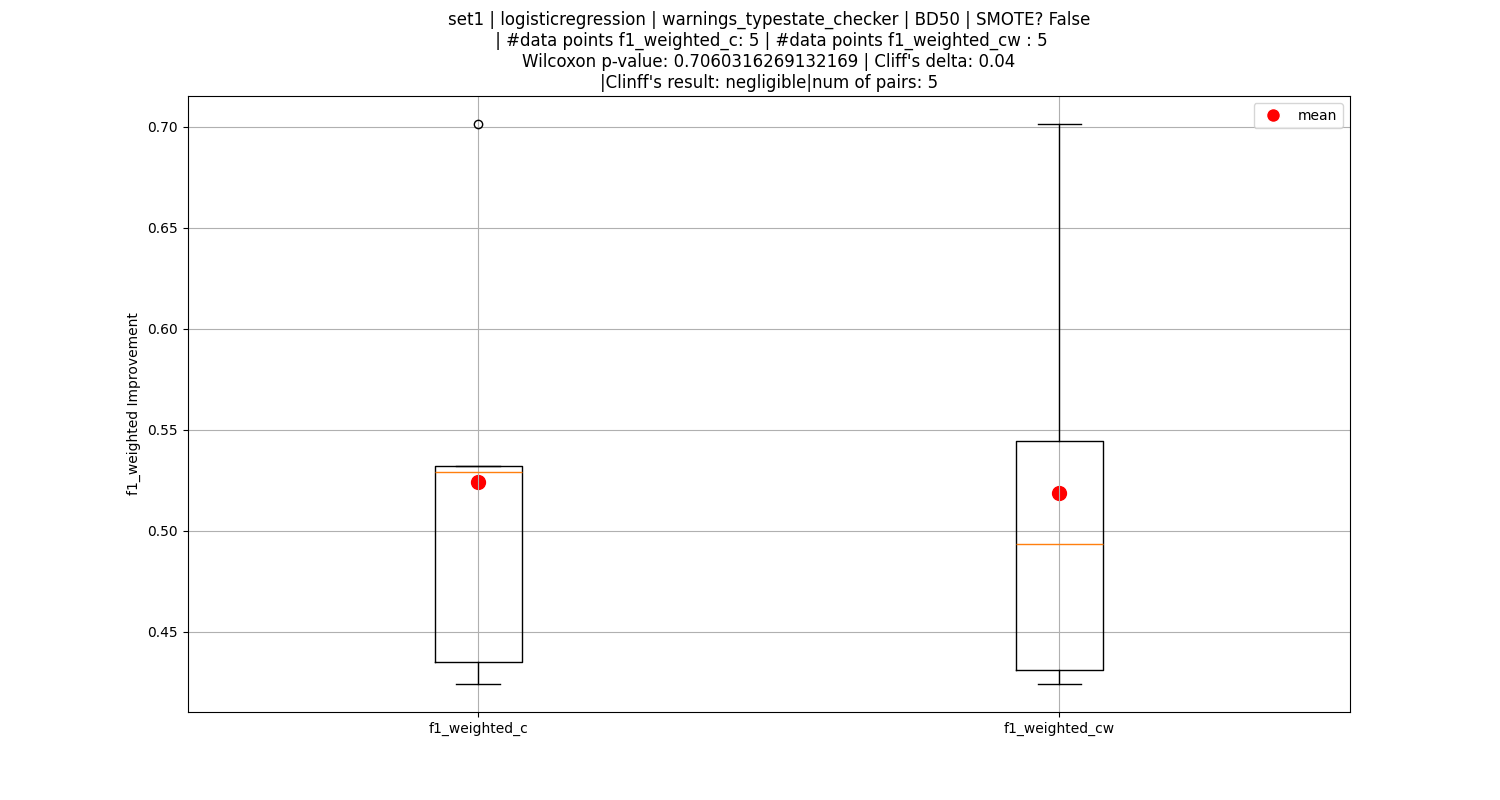 set1 | logisticregression | warnings_typestate_checker | BD50 | SMOTE? False
| #data points f1_weighted_c: 5 | #data points f1_weighted_cw : 5
Wilcoxon p-value: 0.7060316269132169 | Cliff's delta: 0.04
|Clinff's result: negligible|num of pairs: 5
mean
0.70
0.65
0.60
0.55
0.50
0.45
f1_weighted Improvement
f1_weighted_c
f1_weighted_cw